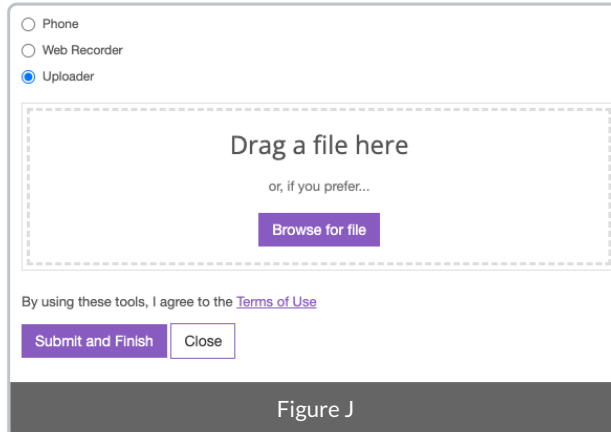 Phone
Web Recorder
Uploader
Drag a file here
or, if you prefer...
Browse for file
By using these tools, I agree to the Terms of Use
Submit and Finish Close
Figure J